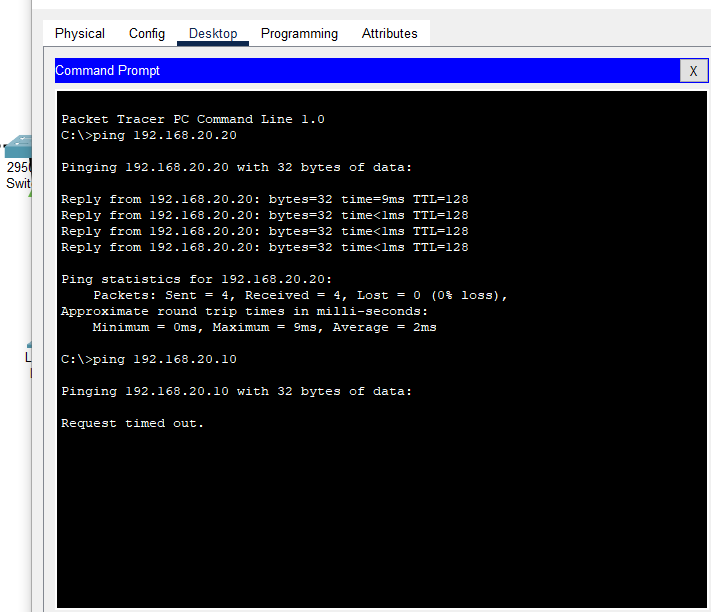 Physical Config Desktop Programming Attributes
Command Prompt X
Packet Tracer PC Command Line 1.0
C:\>ping 192.168.20.20
Pinging 192.168.20.20 with 32 bytes of data:
Reply from 192.168.20.20: bytes=32 time=9ms TTL=128
Reply from 192.168.20.20: bytes=32 time<1ms TTL=128
Reply from 192.168.20.20: bytes=32 time<1ms TTL=128
Reply from 192.168.20.20: bytes=32 time<1ms TTL=128
Ping statistics for 192.168.20.20:
Packets: Sent = 4, Received = 4, Lost = 0 (0% loss),
Approximate round trip times in milli-seconds:
Minimum = 0ms, Maximum = 9ms, Average = 2ms
C:\>ping 192.168.20.10
Pinging 192.168.20.10 with 32 bytes of data:
Request timed out.